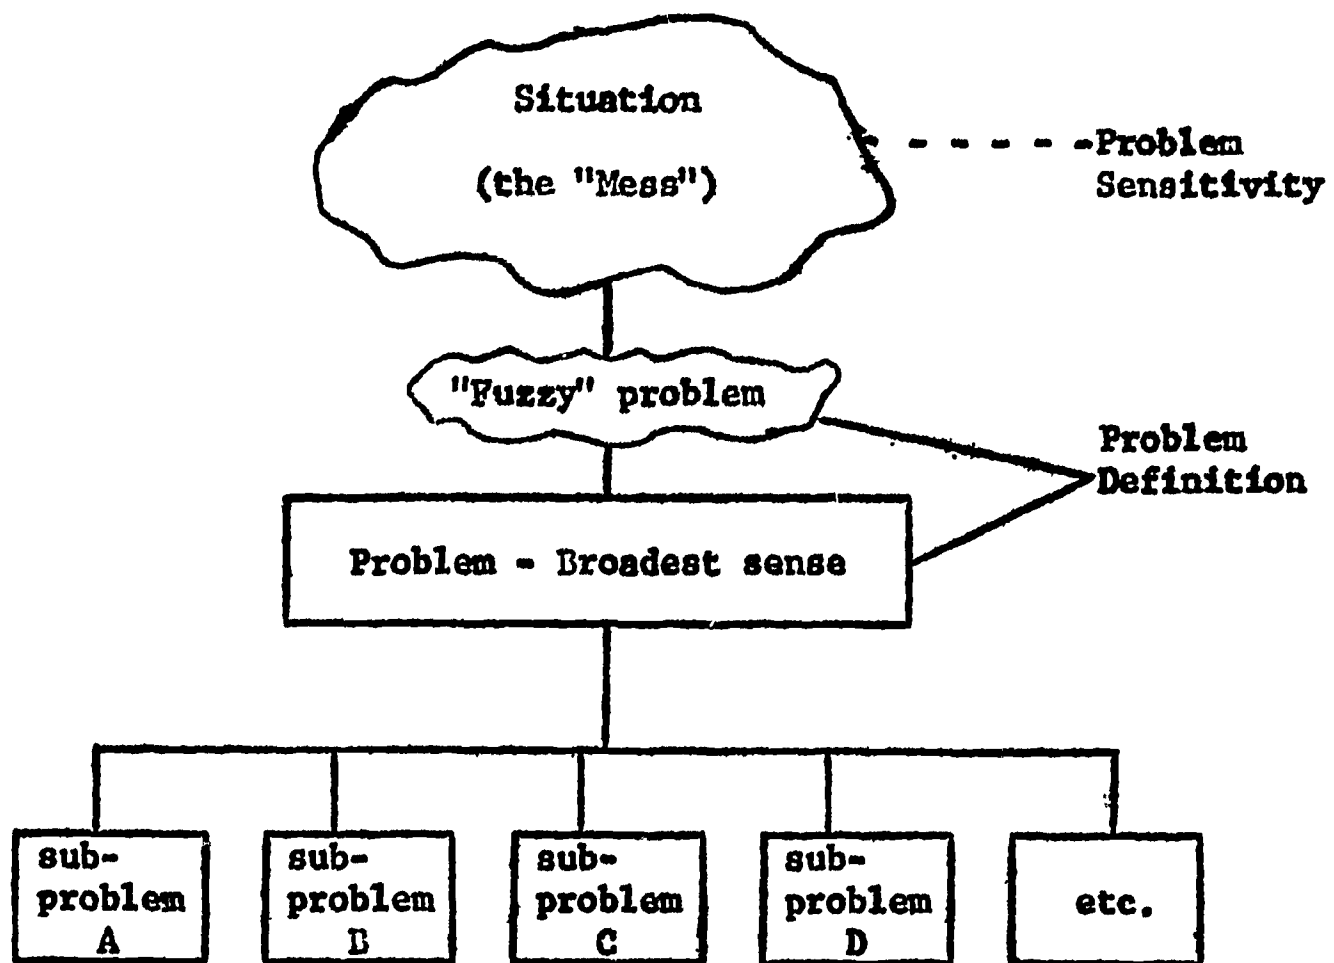 Situation
(the "Mess")
Problem
Sensitivity
"Fuzzy" problem
Problem
Definition
Problem - Broadest sense
sub-
problem
A
sub-
problem
B
sub-
problem
C
sub-
problem
D
etc.